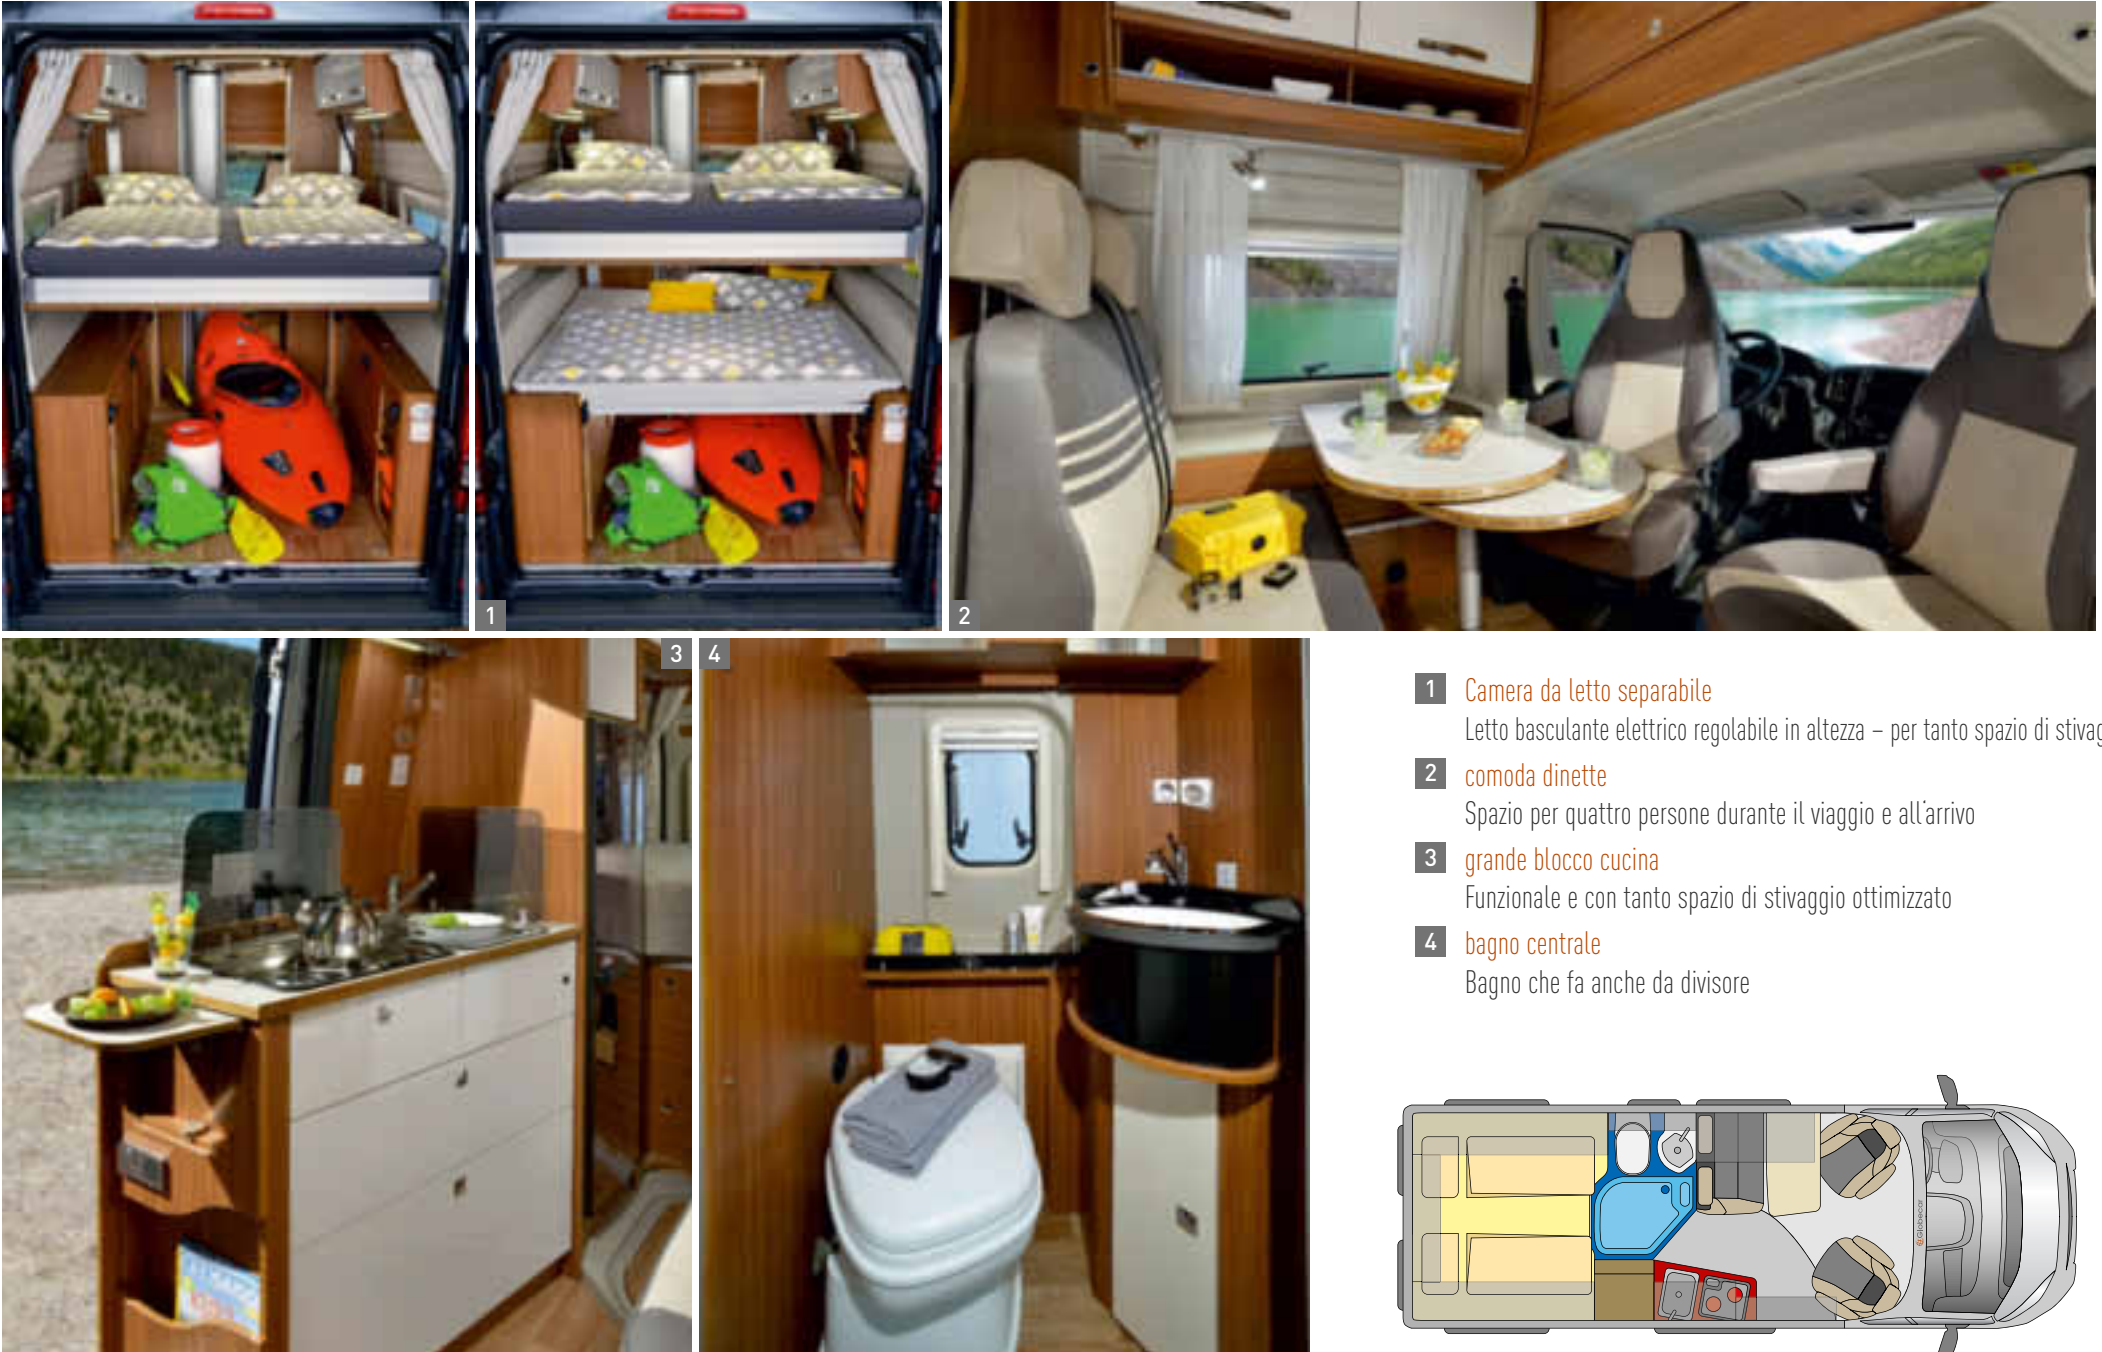 1
2
3
4
1 Camera da letto separabile
Letto basculante elettrico regolabile in altezza – per tanto spazio di stivag
2 comoda dinette
Spazio per quattro persone durante il viaggio e all'arrivo
3 grande blocco cucina
Funzionale e con tanto spazio di stivaggio ottimizzato
4 bagno centrale
Bagno che fa anche da divisore
Globecar